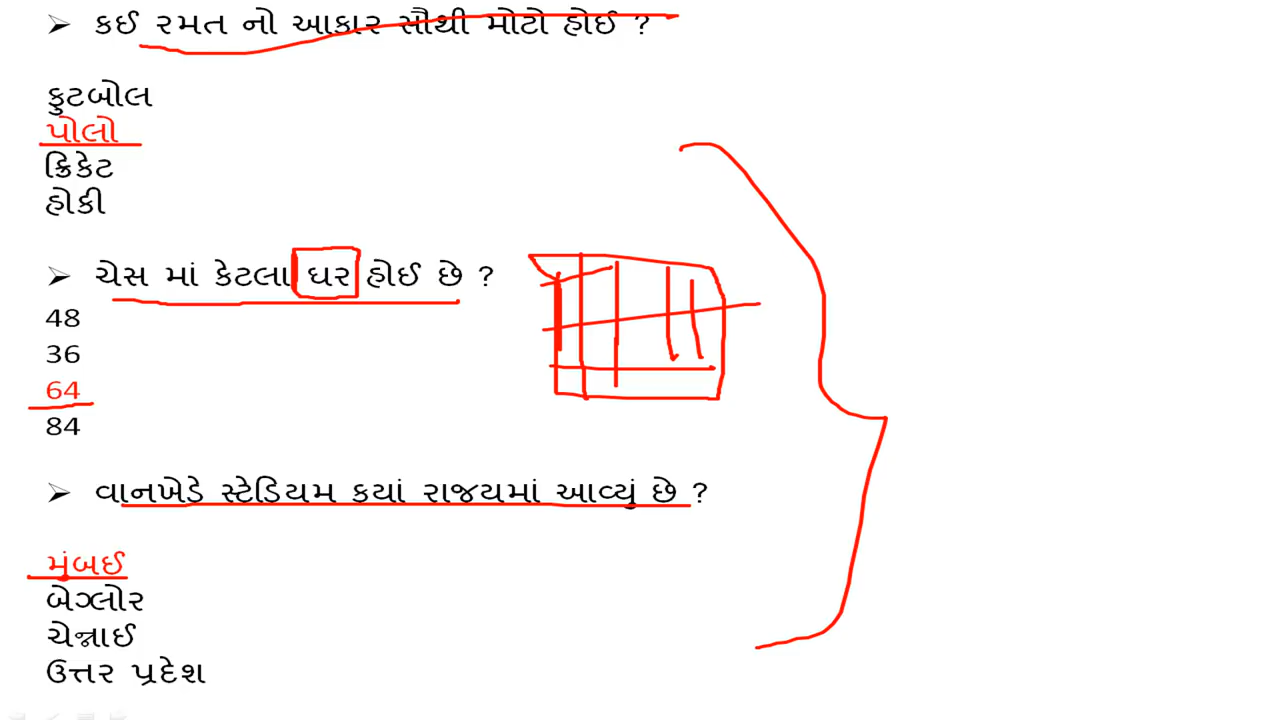 ➢ કઈ રમત નો આકાર સૌથી મોટો હોઈ ?
ફુટબોલ
પોલો
ક્રિકેટ
હોકી
➢ ચેસ માં કેટલા ઘર હોઈ છે ?
48
36
64
84
➢ વાનખેડે સ્ટેડિયમ કયાં રાજયમાં આવ્યું છે ?
મુંબઈ
બેગ્લોર
ચેન્નાઈ
ઉત્તર પ્રદેશ